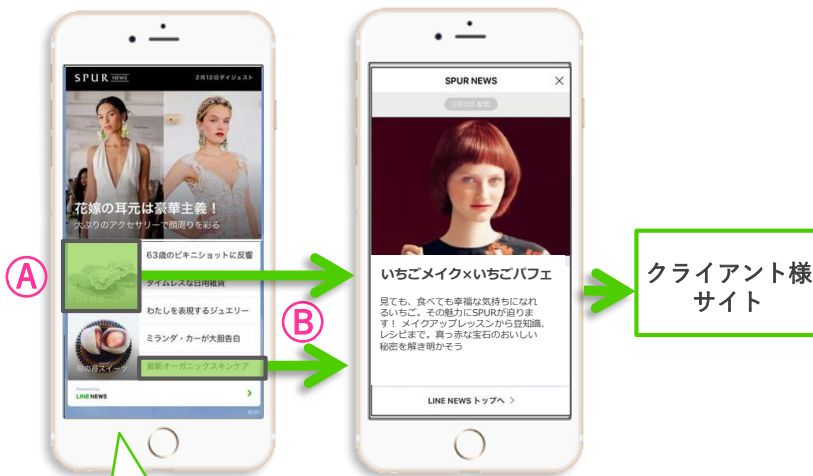 SPUR NEWS
2月12日ダイジェスト
花嫁の耳元は豪華主義！
大ぶりのアクセサリーで顔周りを彩る
63歳のビキニショットに反響
タイムレスな日用雑貨
わたしを表現するジュエリー
ミランダ・カーが大胆告白
旬の苺スイーツ
最新オーガニックスキンケア
Powered by
LINE NEWS
10:01
A
B
SPUR NEWS
2月12日 配信
いちごメイク×いちごパフェ
見ても、食べても幸福な気持ちになれ
るいちご。その魅力にSPURが迫りま
す！ メイクアップレッスンから豆知識、
レシピまで。真っ赤な宝石のおいしい
秘密を解き明かそう
LINE NEWS トップへ
クライアント様
サイト